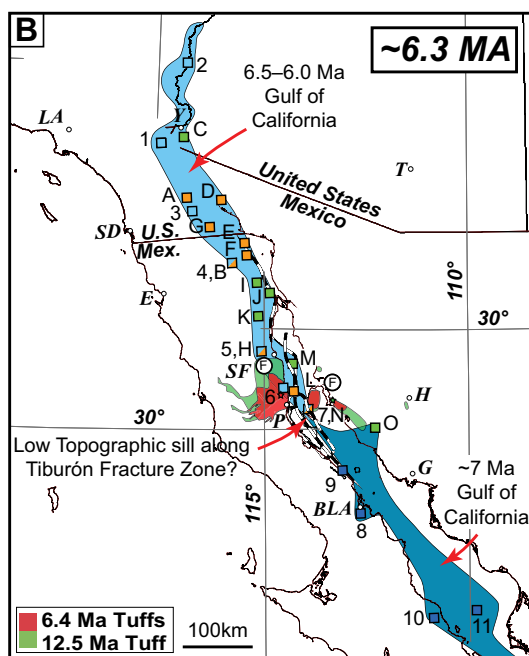 B
~6.3 MA
2
6.5–6.0 Ma
Gulf of
California
LA
Y
1
C
T
United States
Mexico
A
D
3
G
SD
U.S.
Mex.
E
F
4,B
E
I
J
110°
K
30°
5,H
M
SF
F
F
L
6
7,N
H
P
O
30°
Low Topographic sill along
Tiburón Fracture Zone?
9
G
~7 Ma
Gulf of
California
115°
BLA
8
10
11
6.4 Ma Tuffs
12.5 Ma Tuff
100km